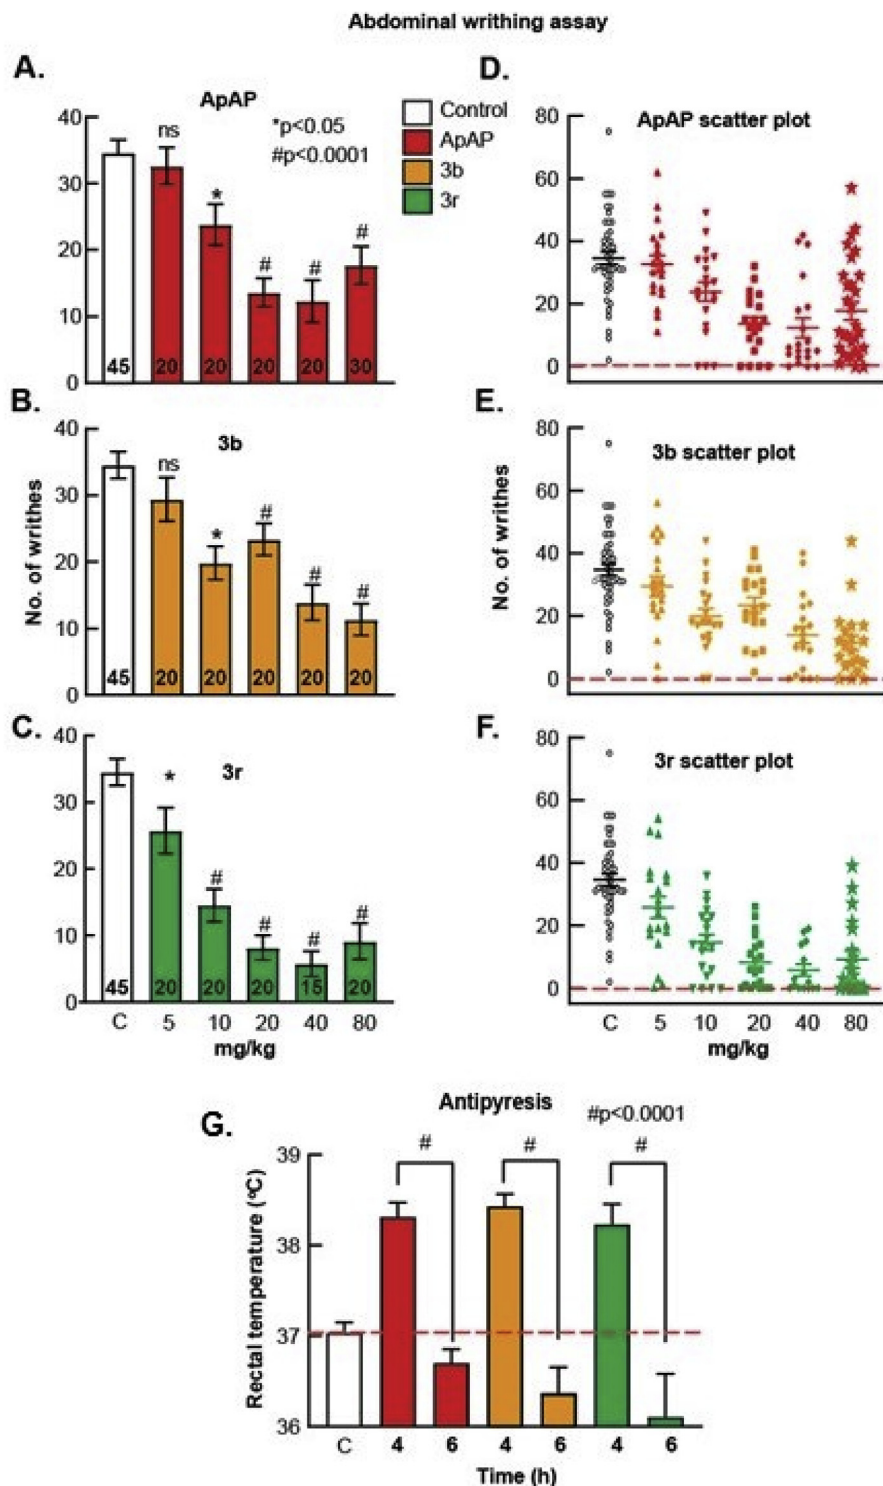 Abdominal writhing assay
A.
ApAP
*p<0.05
#p<0.0001
Control
ApAP
3b
3r
40
30
20
10
0
ns
*
#
#
#
45
20
20
20
20
30
D.
ApAP scatter plot
80
60
40
20
0
B.
3b
No. of writhes
40
30
20
10
0
ns
*
#
#
#
45
20
20
20
20
20
E.
3b scatter plot
No. of writhes
80
60
40
20
0
C.
3r
40
30
20
10
0
*
#
#
#
#
45
20
20
20
15
20
C 5 10 20 40 80
mg/kg
F.
3r scatter plot
80
60
40
20
0
C 5 10 20 40 80
mg/kg
G.
Antipyresis
#p<0.0001
# # #
Rectal temperature (ºC)
39
38
37
36
C 4 6 4 6 4 6
Time (h)